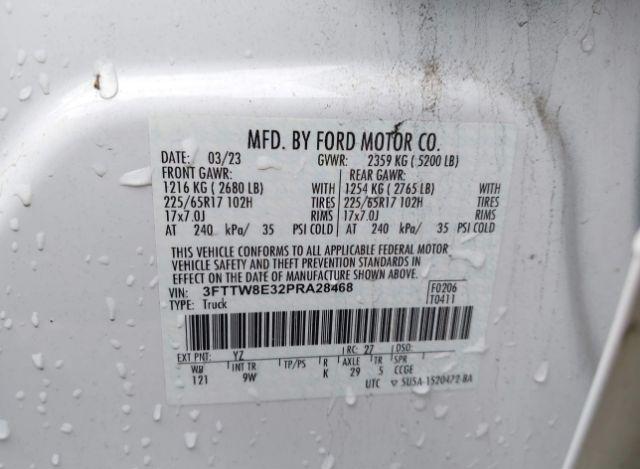 MFD. BY FORD MOTOR CO.
DATE: 03/23 GVWR: 2359 KG ( 5200 LB)
FRONT GAWR: REAR GAWR:
1216 KG ( 2680 LB) WITH 1254 KG ( 2765 LB) WITH
225/65R17 102H TIRES 225/65R17 102H TIRES
17x7.0J RIMS 17x7.0J RIMS
AT 240 kPa/ 35 PSI COLD AT 240 kPa/ 35 PSI COLD
THIS VEHICLE CONFORMS TO ALL APPLICABLE FEDERAL MOTOR
VEHICLE SAFETY AND THEFT PREVENTION STANDARDS IN
EFFECT ON THE DATE OF MANUFACTURE SHOWN ABOVE.
VIN: 3FTTW8E32PRA28468 F0206
TYPE: Truck T0411
EXT PNT: YZ RC: 27 DSO:
WB INT TR TP/PS R AXLE TR SPR
121 9W K 29 5 CCGE
UTC SU5A-1520472-BA